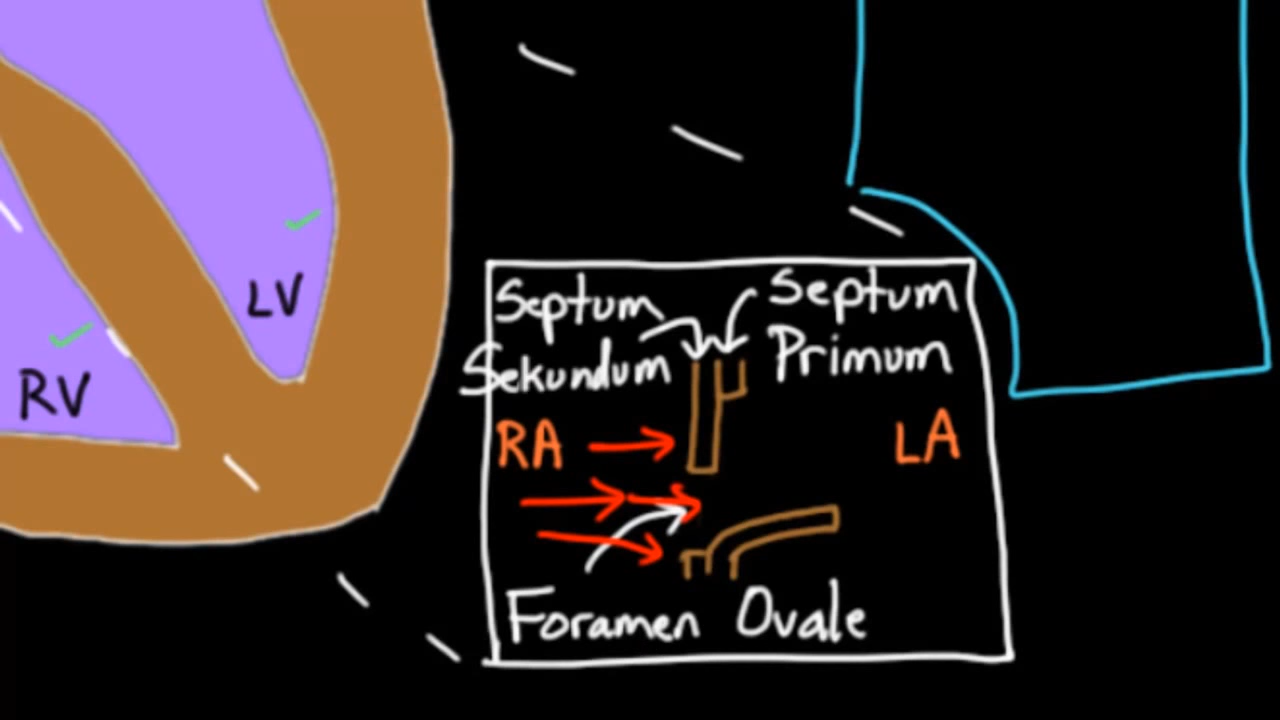 LV
RV
Septum
Sekundum
Septum
Primum
RA
LA
Foramen Ovale